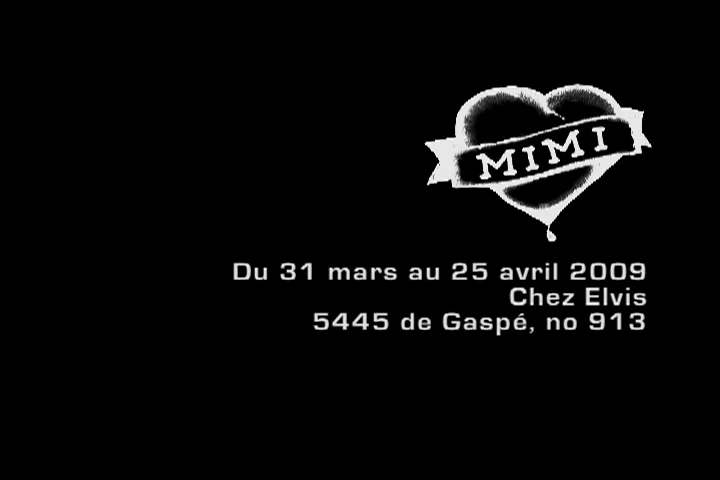 MIMI
Du 31 mars au 25 avril 2009
Chez Elvis
5445 de Gaspé, no 913